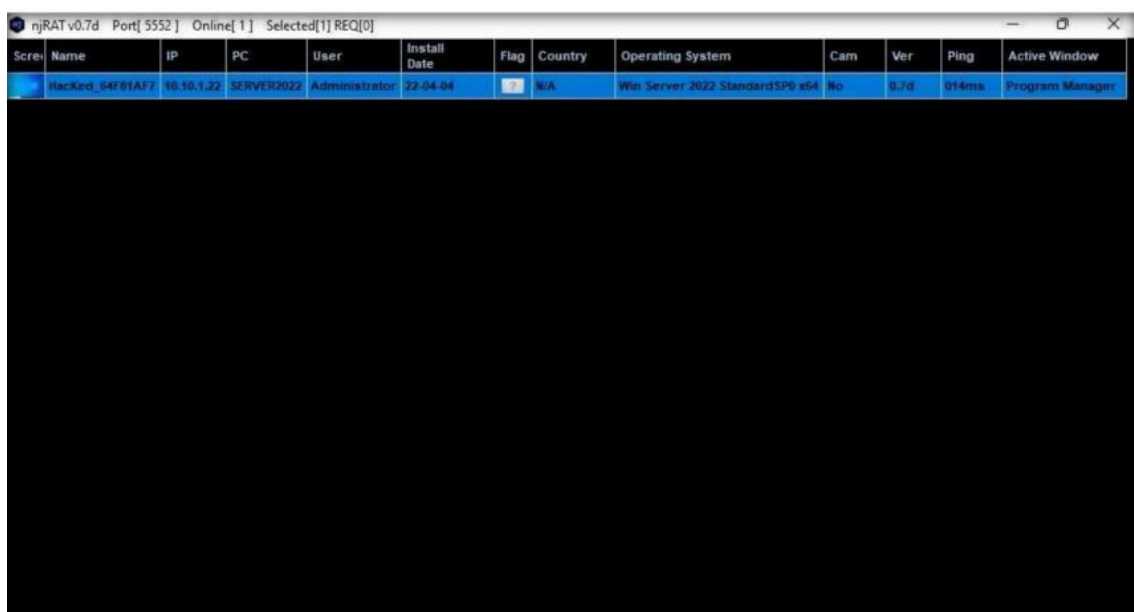 njRAT v0.7d Port[ 5552 ] Online[ 1 ] Selected[1] REQ[0]
Scree Name IP PC User Install Date Flag Country Operating System Cam Ver Ping Active Window
HacKed_64F81AF7 10.10.1.22 SERVER2022 Administrator 22-04-04 ? N/A Win Server 2022 StandardSP0 x64 No 0.7d 014ms Program Manager